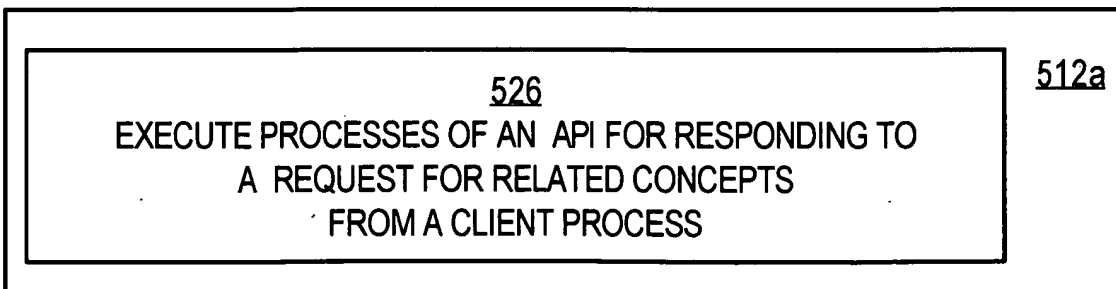 526
512a
EXECUTE PROCESSES OF AN API FOR RESPONDING TO
A REQUEST FOR RELATED CONCEPTS
FROM A CLIENT PROCESS